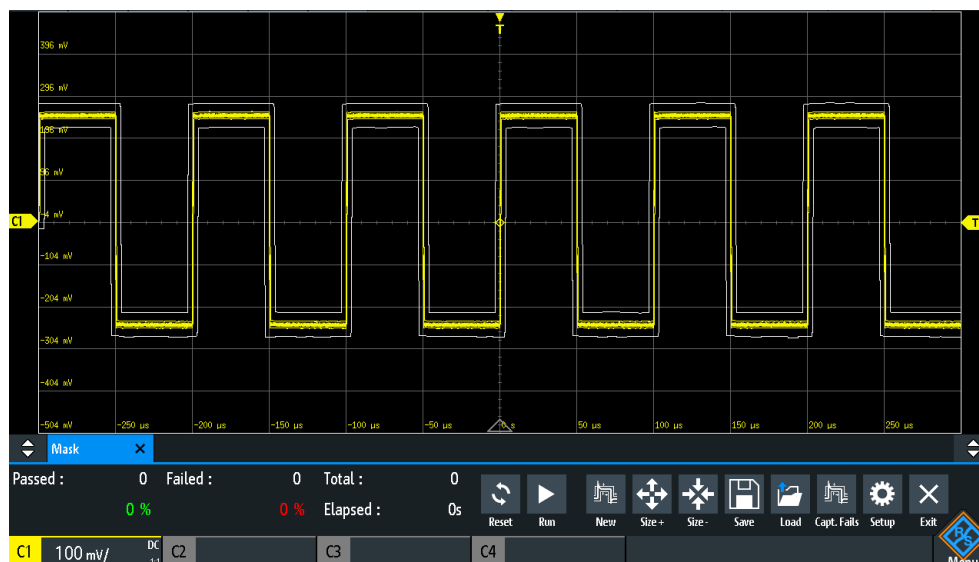 T
396 mV
296 mV
196 mV
96 mV
C1 -4 mV T
-104 mV
-204 mV
-304 mV
-404 mV
-504 mV -250 µs -200 µs -150 µs -100 µs -50 µs 0 s 50 µs 100 µs 150 µs 200 µs 250 µs
Mask ×
Passed : 0 Failed : 0 Total : 0
0 % 0 % Elapsed : 0s
Reset Run New Size+ Size- Save Load Capt. Fails Setup Exit
C1 100 mV/ DC 1:1 C2 C3 C4 Menu
R S